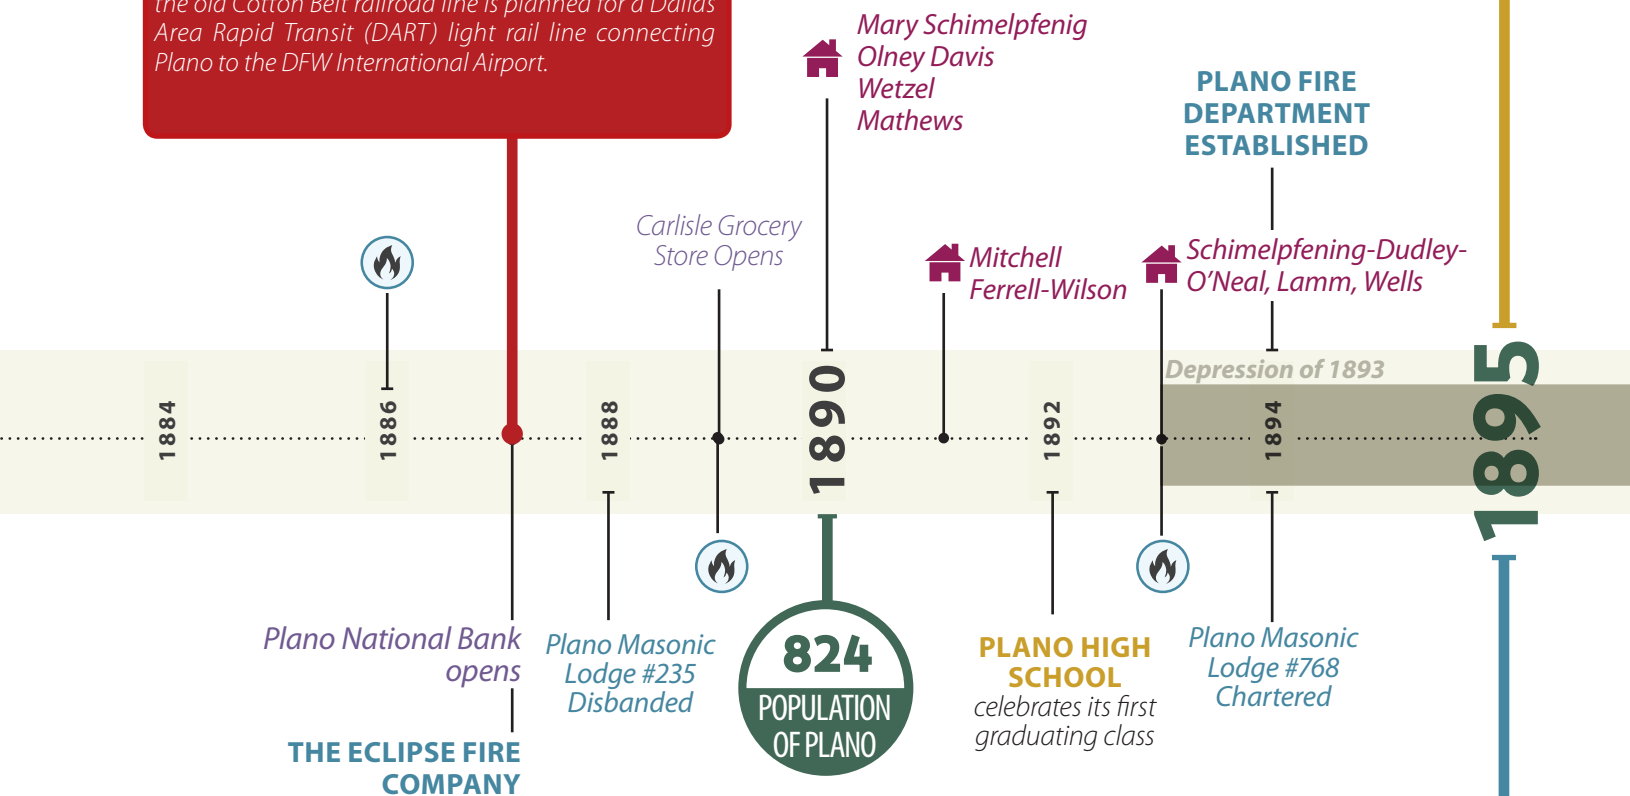 the old Cotton Belt railroad line is planned for a Dallas
Area Rapid Transit (DART) light rail line connecting
Plano to the DFW International Airport.
Mary Schimelpfenig
Olney Davis
Wetzel
Mathews
PLANO FIRE
DEPARTMENT
ESTABLISHED
Carlisle Grocery
Store Opens
Mitchell
Ferrell-Wilson
Schimelpfening-Dudley-
O'Neal, Lamm, Wells
Depression of 1893
1884
1886
1888
1890
1892
1894
1895
Plano National Bank
opens
THE ECLIPSE FIRE
COMPANY
Plano Masonic
Lodge #235
Disbanded
824
POPULATION
OF PLANO
PLANO HIGH
SCHOOL
celebrates its first
graduating class
Plano Masonic
Lodge #768
Chartered